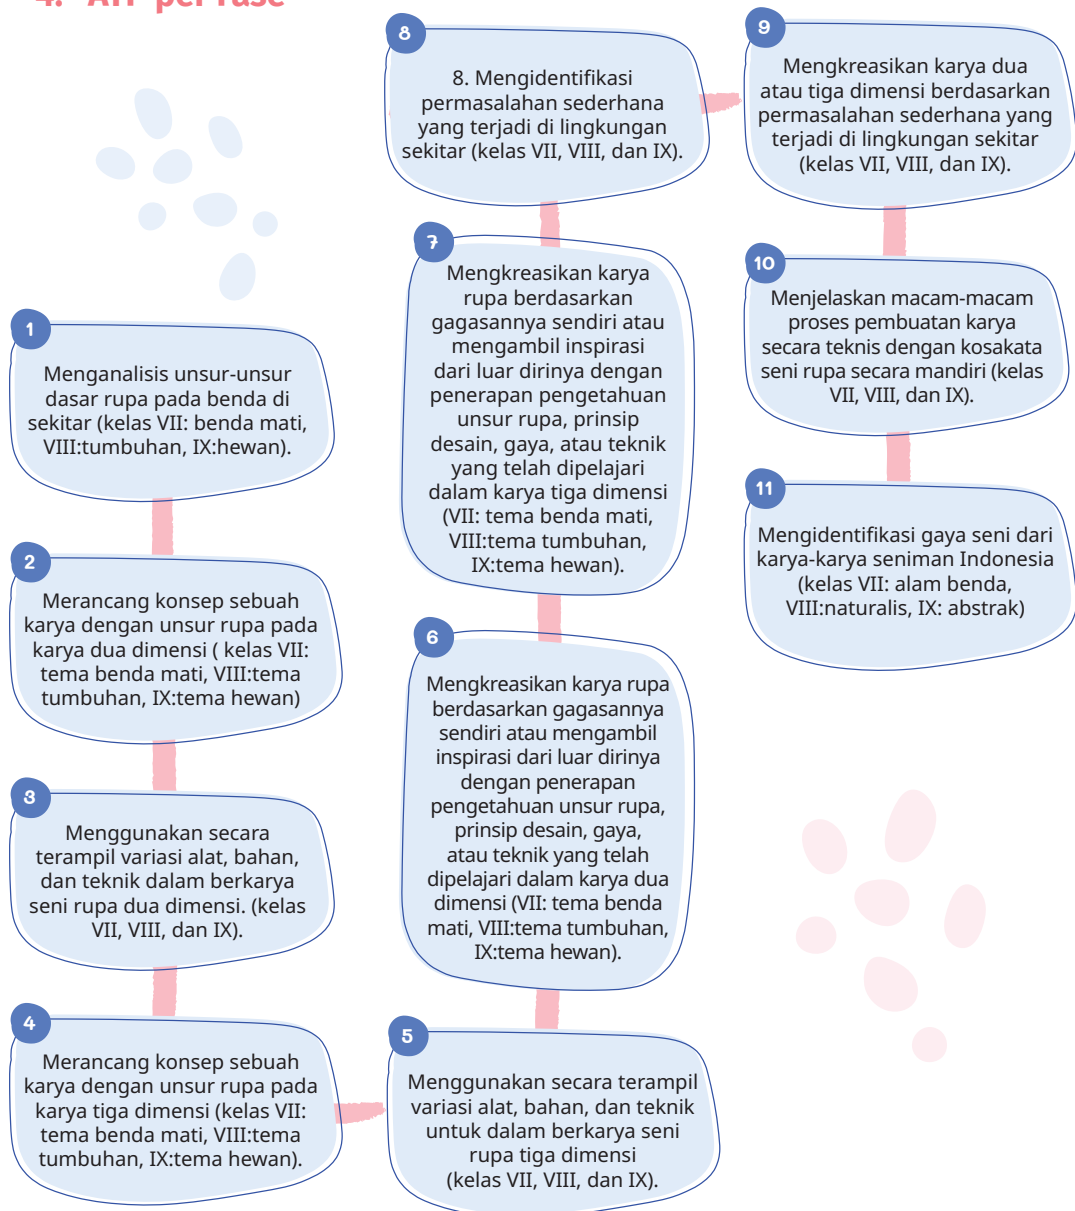 4. ATP per Fase
1
Menganalisis unsur-unsur
dasar rupa pada benda di
sekitar (kelas VII: benda mati,
VIII:tumbuhan, IX:hewan).
2
Merancang konsep sebuah
karya dengan unsur rupa pada
karya dua dimensi ( kelas VII:
tema benda mati, VIII:tema
tumbuhan, IX:tema hewan)
3
Menggunakan secara
terampil variasi alat, bahan,
dan teknik dalam berkarya
seni rupa dua dimensi. (kelas
VII, VIII, dan IX).
4
Merancang konsep sebuah
karya dengan unsur rupa pada
karya tiga dimensi (kelas VII:
tema benda mati, VIII:tema
tumbuhan, IX:tema hewan).
5
Menggunakan secara terampil
variasi alat, bahan, dan teknik
untuk dalam berkarya seni
rupa tiga dimensi
(kelas VII, VIII, dan IX).
6
Mengkreasikan karya rupa
berdasarkan gagasannya
sendiri atau mengambil
inspirasi dari luar dirinya
dengan penerapan
pengetahuan unsur rupa,
prinsip desain, gaya,
atau teknik yang telah
dipelajari dalam karya dua
dimensi (VII: tema benda
mati, VIII:tema tumbuhan,
IX:tema hewan).
7
Mengkreasikan karya
rupa berdasarkan
gagasannya sendiri atau
mengambil inspirasi
dari luar dirinya dengan
penerapan pengetahuan
unsur rupa, prinsip
desain, gaya, atau teknik
yang telah dipelajari
dalam karya tiga dimensi
(VII: tema benda mati,
VIII:tema tumbuhan,
IX:tema hewan).
8
8. Mengidentifikasi
permasalahan sederhana
yang terjadi di lingkungan
sekitar (kelas VII, VIII, dan IX).
9
Mengkreasikan karya dua
atau tiga dimensi berdasarkan
permasalahan sederhana yang
terjadi di lingkungan sekitar
(kelas VII, VIII, dan IX).
10
Menjelaskan macam-macam
proses pembuatan karya
secara teknis dengan kosakata
seni rupa secara mandiri (kelas
VII, VIII, dan IX).
11
Mengidentifikasi gaya seni dari
karya-karya seniman Indonesia
(kelas VII: alam benda,
VIII:naturalis, IX: abstrak)